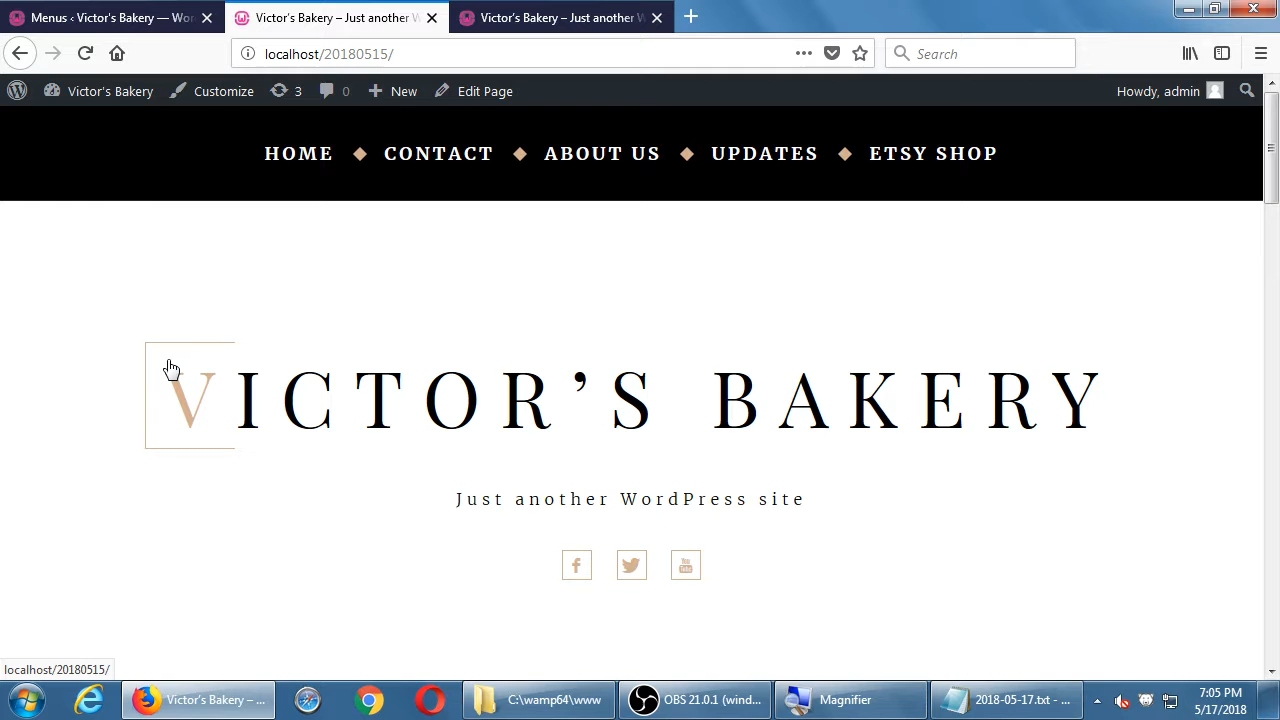 Menus ‹ Victor's Bakery — Wor
Victor's Bakery – Just another W
Victor's Bakery – Just another W
localhost/20180515/
Search
Victor's Bakery
Customize
3
0
New
Edit Page
Howdy, admin
HOME ◆ CONTACT ◆ ABOUT US ◆ UPDATES ◆ ETSY SHOP
VICTOR’S BAKERY
Just another WordPress site
f
You
Tube
localhost/20180515/
Victor's Bakery – ...
C:\wamp64\www
OBS 21.0.1 (wind...
Magnifier
2018-05-17.txt - ...
7:05 PM
5/17/2018